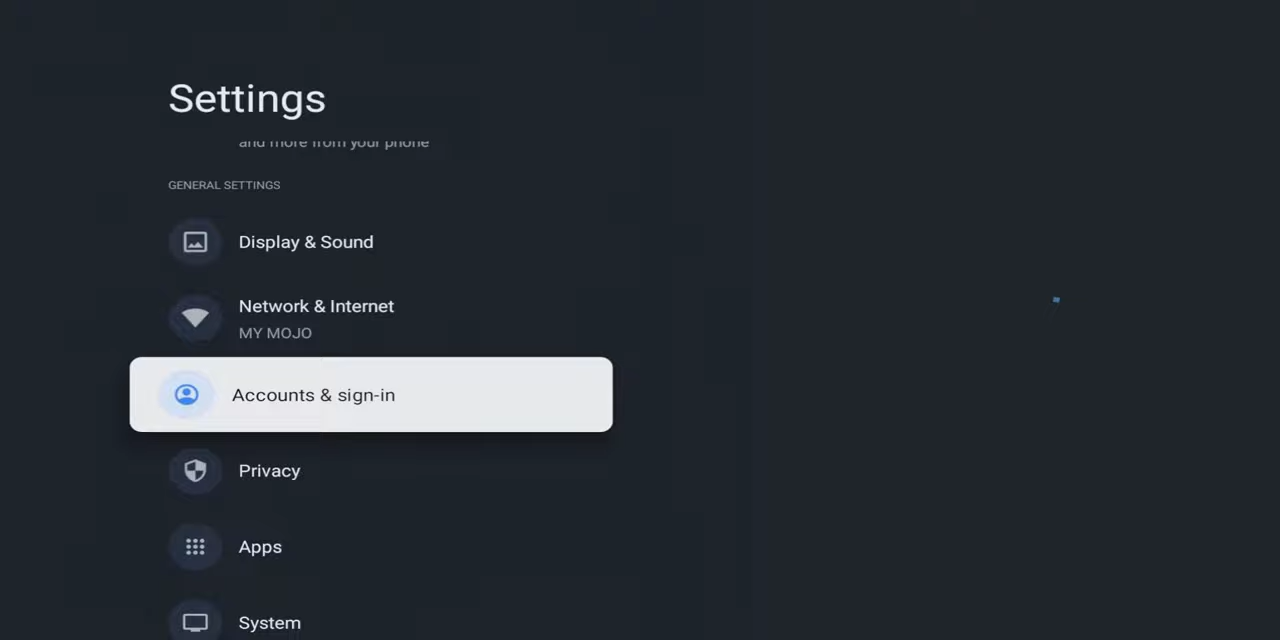 Settings
and more from your phone
GENERAL SETTINGS
Display & Sound
Network & Internet
MY MOJO
Accounts & sign-in
Privacy
Apps
System